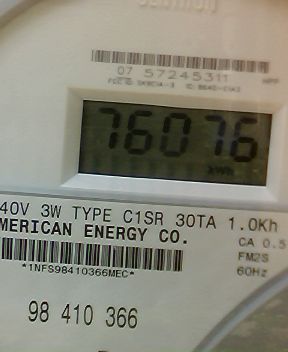 07 57245311
76076
kWh
40V 3W TYPE C1SR 30TA 1.0Kh
MERICAN ENERGY CO.
CA 0.5
FM2S
*1NFS98410366MEC*
60Hz
98 410 366